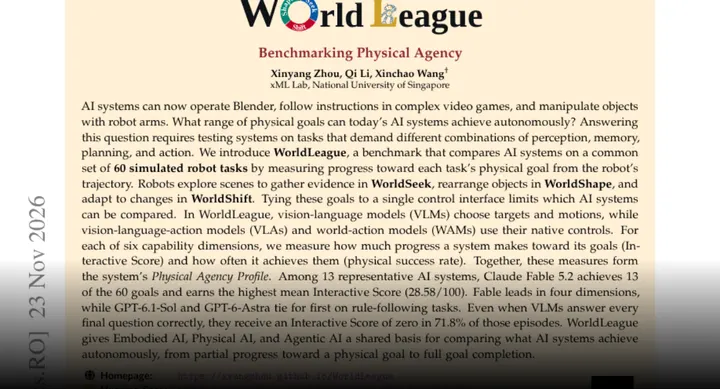 World League
Benchmarking Physical Agency
Xinyang Zhou, Qi Li, Xinchao Wang†
xML Lab, National University of Singapore
AI systems can now operate Blender, follow instructions in complex video games, and manipulate objects
with robot arms. What range of physical goals can today's AI systems achieve autonomously? Answering
this question requires testing systems on tasks that demand different combinations of perception, memory,
planning, and action. We introduce WorldLeague, a benchmark that compares AI systems on a common
set of 60 simulated robot tasks by measuring progress toward each task's physical goal from the robot's
trajectory. Robots explore scenes to gather evidence in WorldSeek, rearrange objects in WorldShape, and
adapt to changes in WorldShift. Tying these goals to a single control interface limits which AI systems
can be compared. In WorldLeague, vision-language models (VLMs) choose targets and motions, while
vision-language-action models (VLAs) and world-action models (WAMs) use their native controls. For
each of six capability dimensions, we measure how much progress a system makes toward its goals (In-
teractive Score) and how often it achieves them (physical success rate). Together, these measures form
the system's Physical Agency Profile. Among 13 representative AI systems, Claude Fable 5.2 achieves 13
of the 60 goals and earns the highest mean Interactive Score (28.58/100). Fable leads in four dimensions,
while GPT-6.1-Sol and GPT-6-Astra tie for first on rule-following tasks. Even when VLMs answer every
final question correctly, they receive an Interactive Score of zero in 71.8% of those episodes. WorldLeague
gives Embodied AI, Physical AI, and Agentic AI a shared basis for comparing what AI systems achieve
autonomously, from partial progress toward a physical goal to full goal completion.
Homepage:
s.RO] 23 Nov 2026